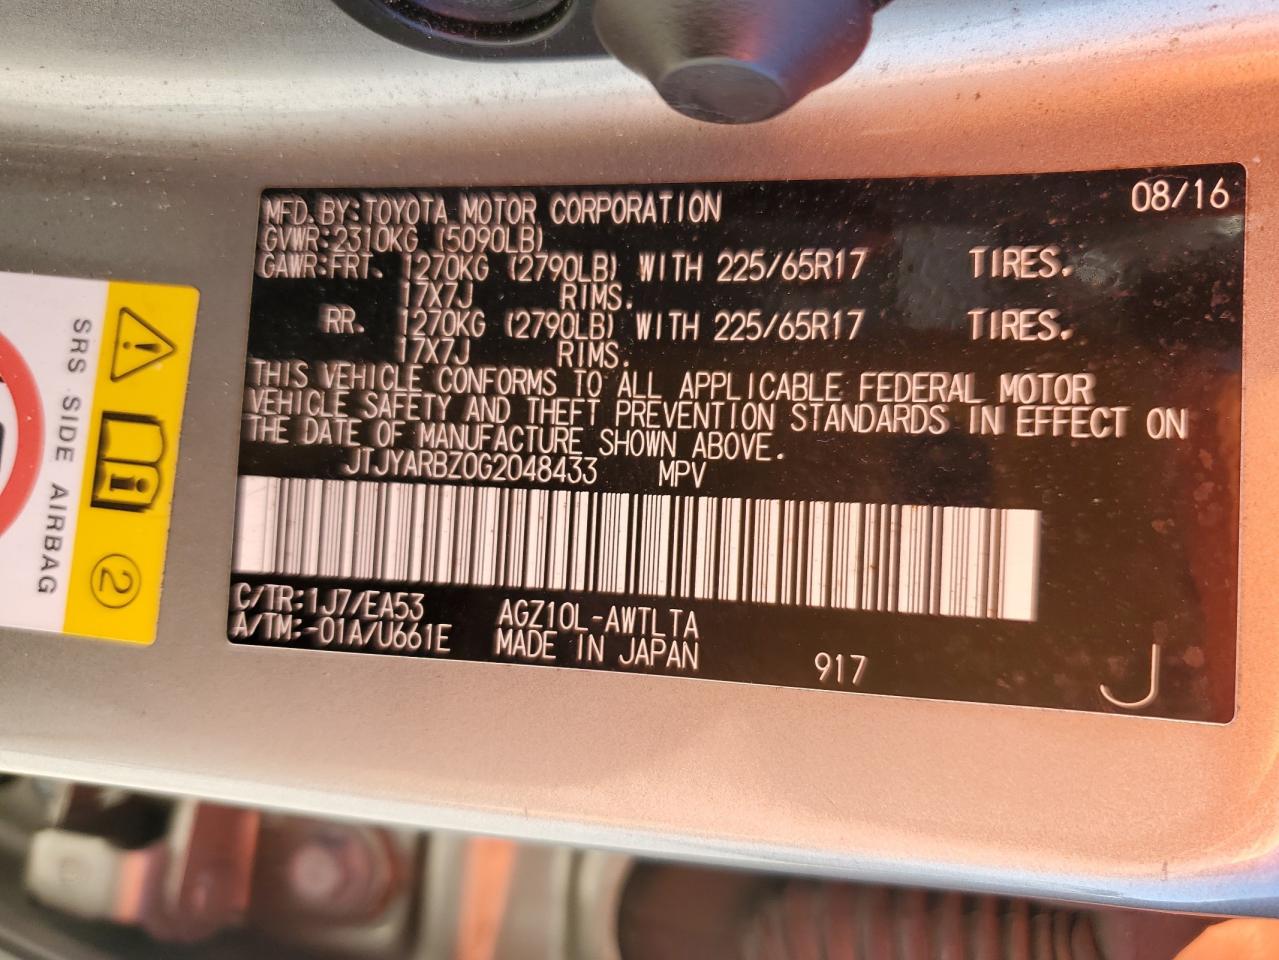 MFD.BY:TOYOTA MOTOR CORPORATION 08/16
GVWR:2310KG (5090LB)
GAWR:FRT. 1270KG (2790LB) WITH 225/65R17 TIRES.
17X7J RIMS.
RR. 1270KG (2790LB) WITH 225/65R17 TIRES.
17X7J RIMS.
THIS VEHICLE CONFORMS TO ALL APPLICABLE FEDERAL MOTOR
VEHICLE SAFETY AND THEFT PREVENTION STANDARDS IN EFFECT ON
THE DATE OF MANUFACTURE SHOWN ABOVE.
JTJYARBZ0G2048433 MPV
C/TR:1J7/EA53 AGZ10L-AWTLTA
A/TM:-01A/U661E MADE IN JAPAN 917 J
SRS SIDE AIRBAG
2